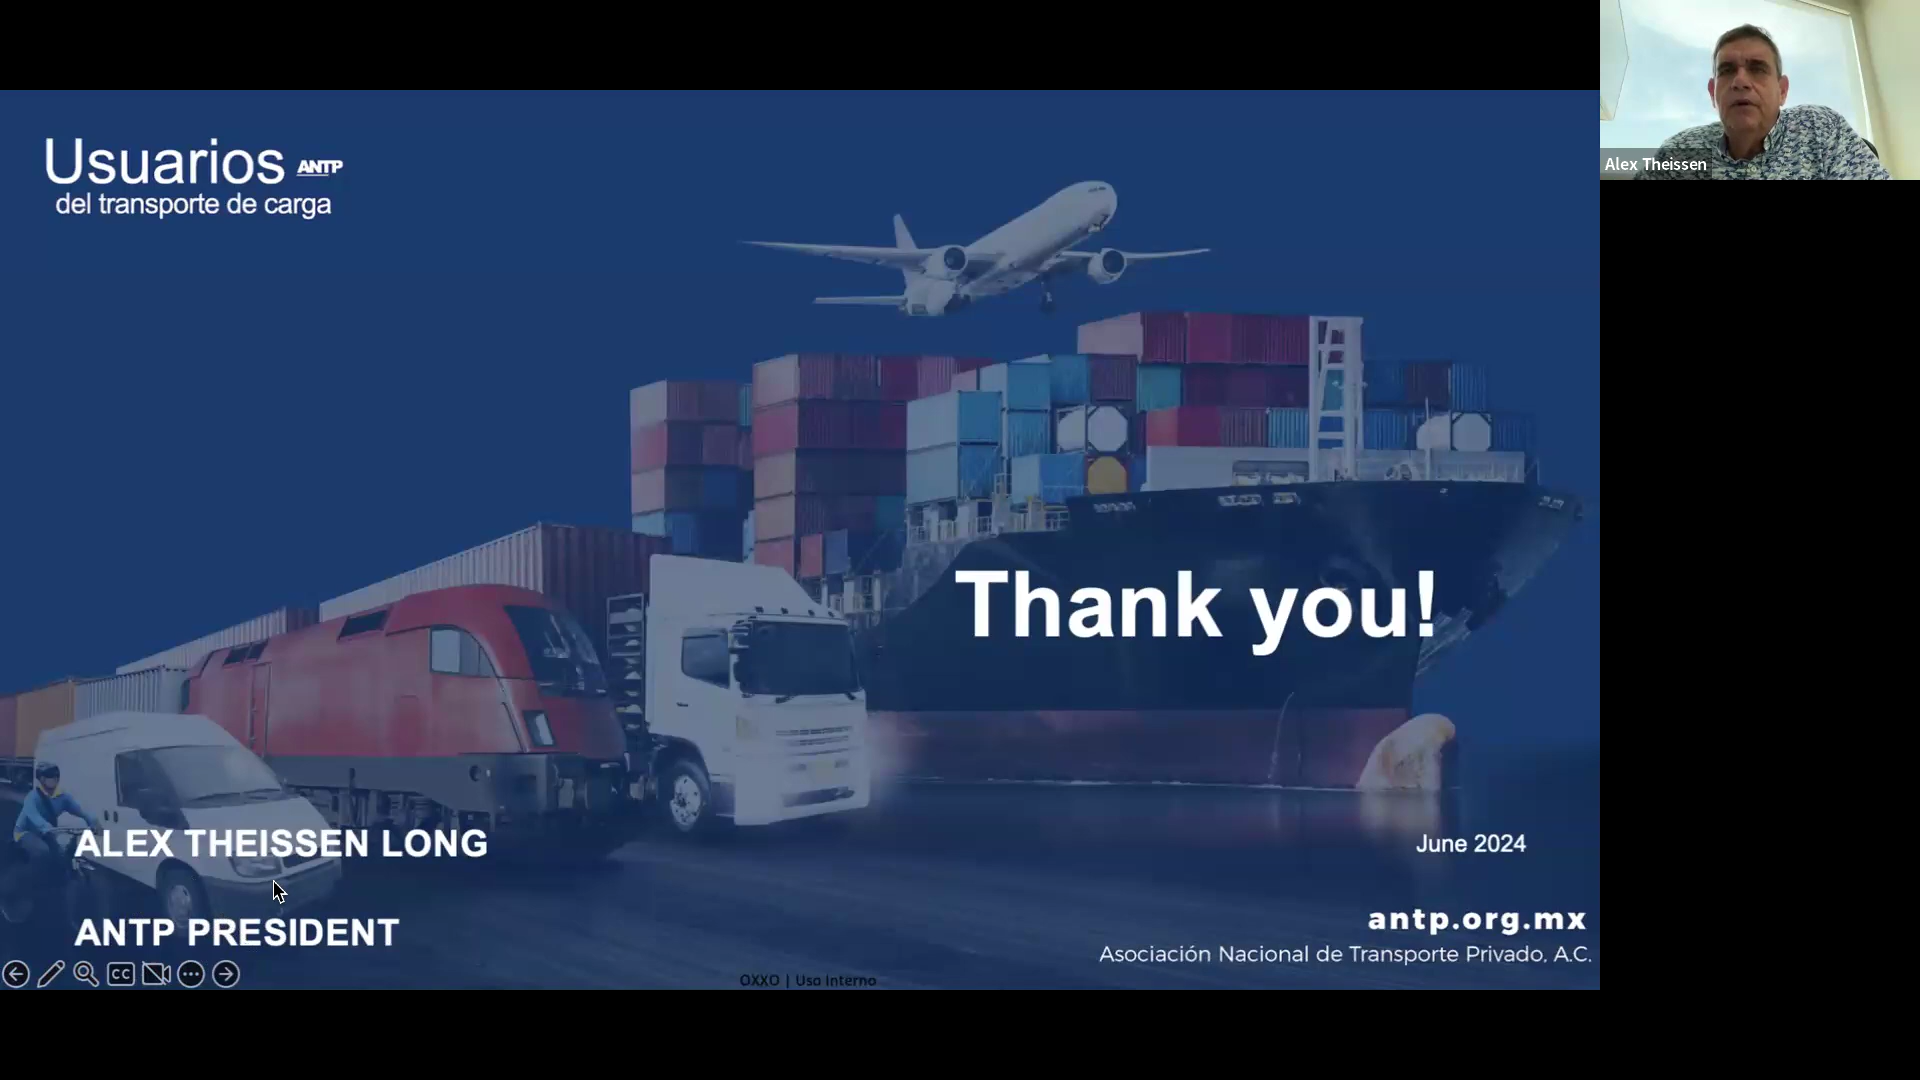 Usuarios ANTP
del transporte de carga
Alex Theissen
Thank you!
ALEX THEISSEN LONG
June 2024
ANTP PRESIDENT
antp.org.mx
Asociación Nacional de Transporte Privado, A.C.
CC
OXXO | Uso Interno